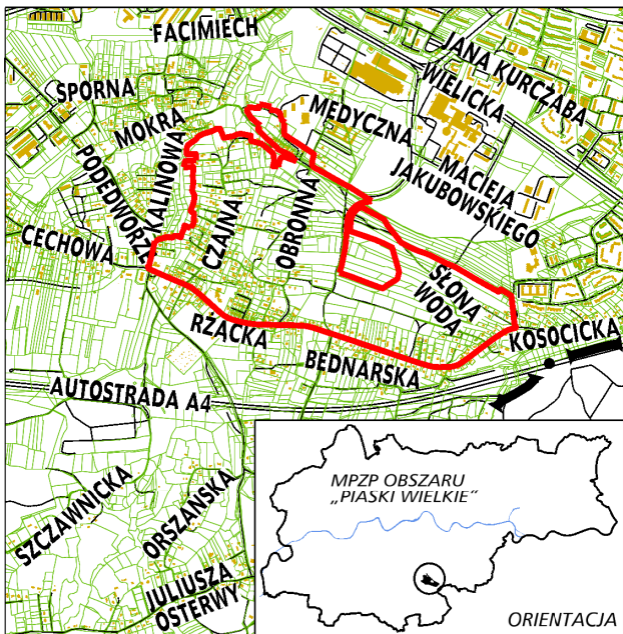 FACIMIECH
JANA KURCZABA
SPORNA
WIELICKA
MOKRA
MEDYCZNA
MACIEJA
JAKUBOWSKIEGO
PODEDWORZE
KALINOWA
CZAJNA
OBRONNA
CECHOWA
SŁONA
WODA
RŻĄCKA
KOSOCICKA
BEDNARSKA
AUTOSTRADA A4
SZCZAWNICKA
ORSZAŃSKA
JULIUSZA
OSTERWY
MPZP OBSZARU
„PIASKI WIELKIE”
ORIENTACJA